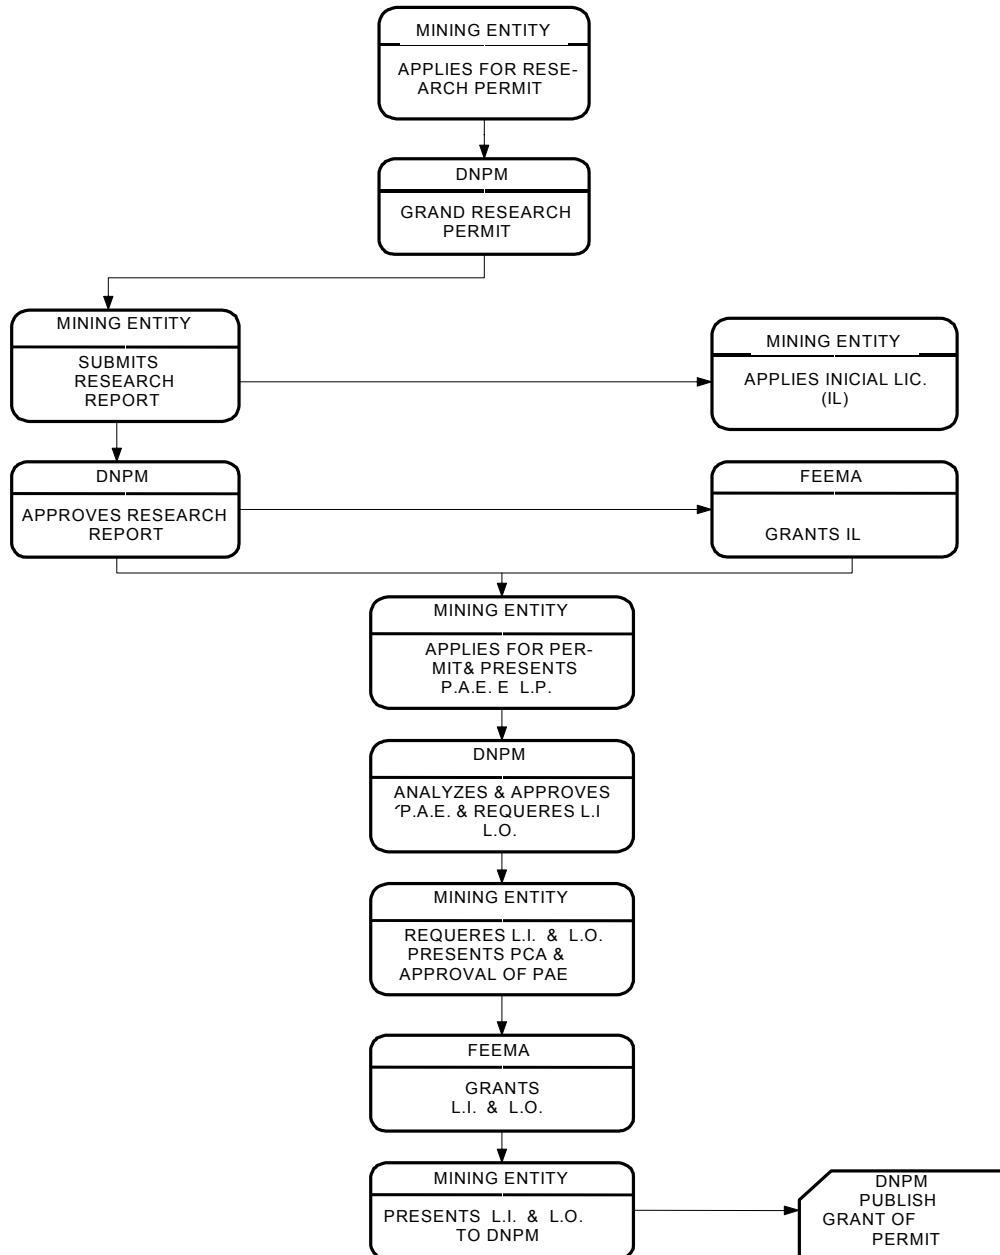 MINING ENTITY
APPLIES FOR RESE-
ARCH PERMIT
DNPM
GRAND RESEARCH
PERMIT
MINING ENTITY
SUBMITS
RESEARCH
REPORT
MINING ENTITY
APPLIES INICIAL LIC.
(IL)
DNPM
APPROVES RESEARCH
REPORT
FEEMA
GRANTS IL
MINING ENTITY
APPLIES FOR PER-
MIT& PRESENTS
P.A.E. E L.P.
DNPM
ANALYZES & APPROVES
´P.A.E. & REQUERES L.I
L.O.
MINING ENTITY
REQUERES L.I. & L.O.
PRESENTS PCA &
APPROVAL OF PAE
FEEMA
GRANTS
L.I. & L.O.
MINING ENTITY
PRESENTS L.I. & L.O.
TO DNPM
DNPM
PUBLISH
GRANT OF
PERMIT